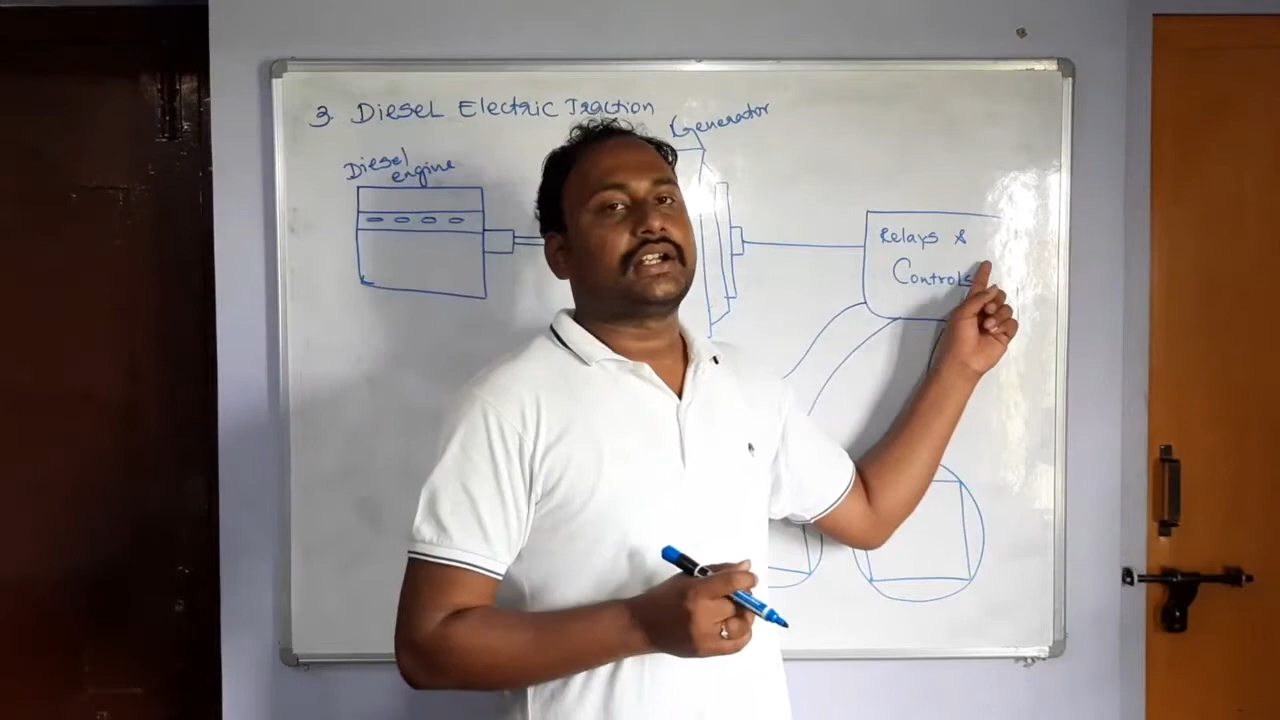 3. Diesel Electric Traction
Generator
Diesel
engine
Relays &
Controls